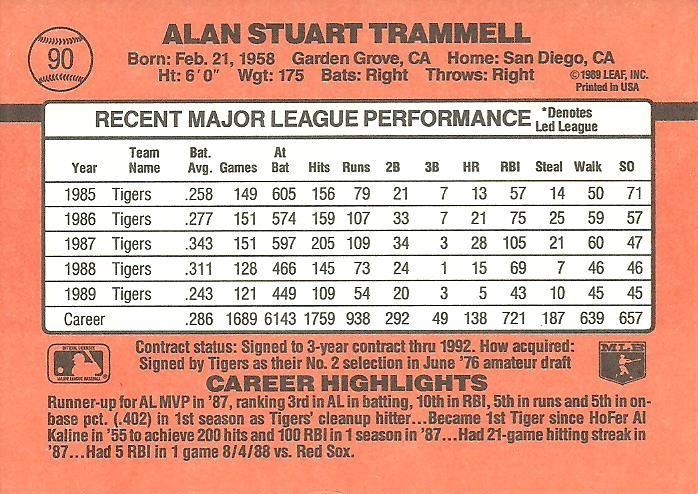 90
ALAN STUART TRAMMELL
Born: Feb. 21, 1958 Garden Grove, CA Home: San Diego, CA
Ht: 6'0" Wgt: 175 Bats: Right Throws: Right
©1989 LEAF, INC.
Printed in USA
RECENT MAJOR LEAGUE PERFORMANCE *Denotes Led League
Year Team Name Bat. Avg. Games At Bat Hits Runs 2B 3B HR RBI Steal Walk SO
1985 Tigers .258 149 605 156 79 21 7 13 57 14 50 71
1986 Tigers .277 151 574 159 107 33 7 21 75 25 59 57
1987 Tigers .343 151 597 205 109 34 3 28 105 21 60 47
1988 Tigers .311 128 466 145 73 24 1 15 69 7 46 46
1989 Tigers .243 121 449 109 54 20 3 5 43 10 45 45
Career .286 1689 6143 1759 938 292 49 138 721 187 639 657
Contract status: Signed to 3-year contract thru 1992. How acquired:
Signed by Tigers as their No. 2 selection in June '76 amateur draft
MLB
CAREER HIGHLIGHTS
Runner-up for AL MVP in '87, ranking 3rd in AL in batting, 10th in RBI, 5th in runs and 5th in on-
base pct. (.402) in 1st season as Tigers' cleanup hitter...Became 1st Tiger since HoFer Al
Kaline in '55 to achieve 200 hits and 100 RBI in 1 season in '87...Had 21-game hitting streak in
'87...Had 5 RBI in 1 game 8/4/88 vs. Red Sox.